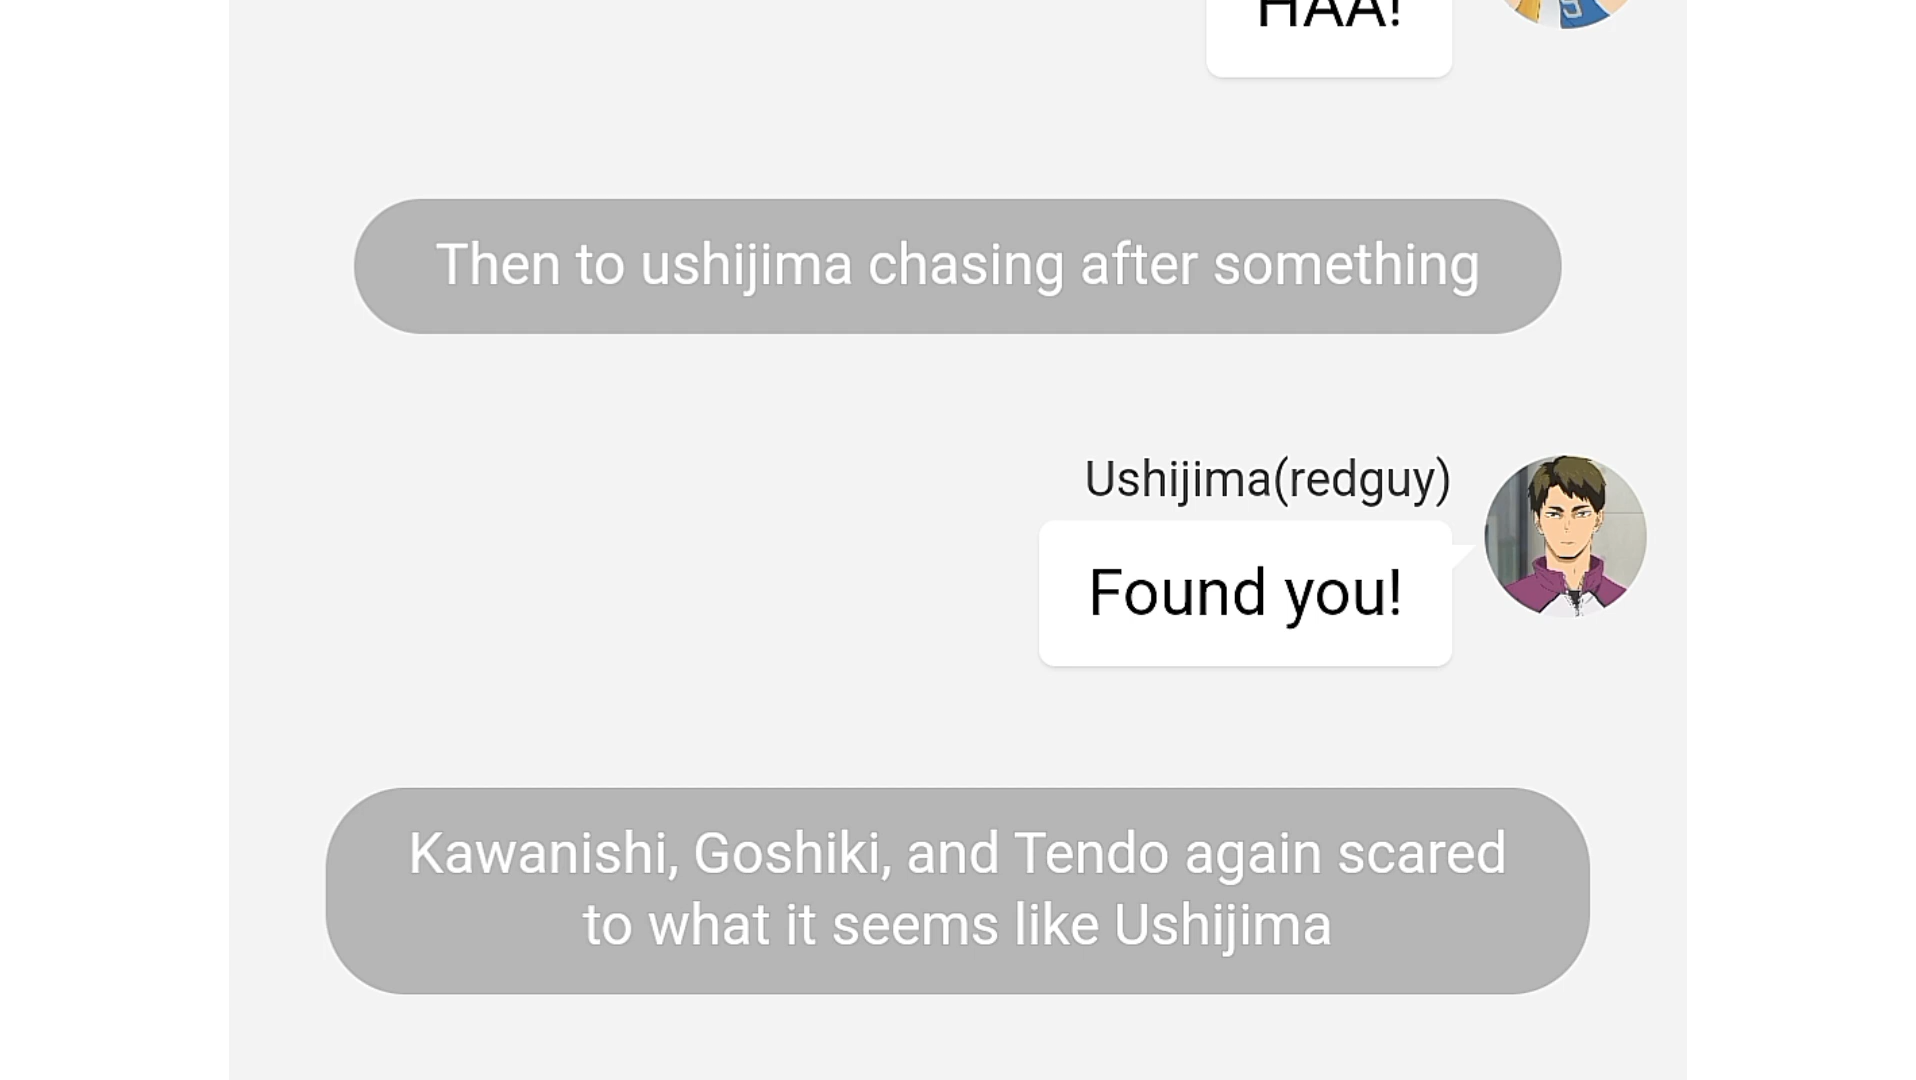 HAA!
Then to ushijima chasing after something
Ushijima(redguy)
Found you!
Kawanishi, Goshiki, and Tendo again scared
to what it seems like Ushijima